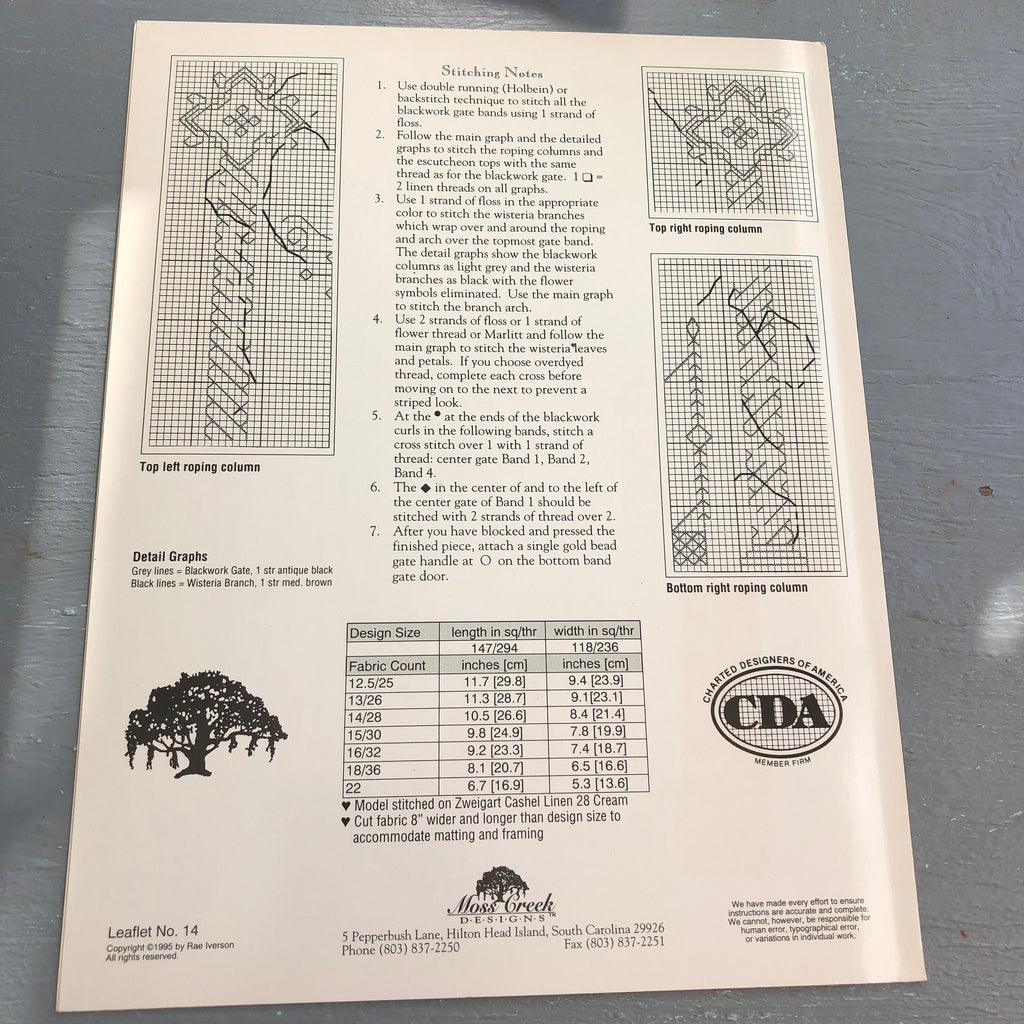 Stitching Notes
1. Use double running (Holbein) or
backstitch technique to stitch all the
blackwork gate bands using 1 strand of
floss.
2. Follow the main graph and the detailed
graphs to stitch the roping columns and
the escutcheon tops with the same
thread as for the blackwork gate. 1 ❏ =
2 linen threads on all graphs.
3. Use 1 strand of floss in the appropriate
color to stitch the wisteria branches
which wrap over and around the roping
and arch over the topmost gate band.
The detail graphs show the blackwork
columns as light grey and the wisteria
branches as black with the flower
symbols eliminated. Use the main graph
to stitch the branch arch.
4. Use 2 strands of floss or 1 strand of
flower thread or Marlitt and follow the
main graph to stitch the wisteria¶leaves
and petals. If you choose overdyed
thread, complete each cross before
moving on to the next to prevent a
striped look.
5. At the • at the ends of the blackwork
curls in the following bands, stitch a
cross stitch over 1 with 1 strand of
thread: center gate Band 1, Band 2,
Band 4.
6. The ◆ in the center of and to the left of
the center gate of Band 1 should be
stitched with 2 strands of thread over 2.
7. After you have blocked and pressed the
finished piece, attach a single gold bead
gate handle at O on the bottom band
gate door.
Top left roping column
Top right roping column
Bottom right roping column
Detail Graphs
Grey lines = Blackwork Gate, 1 str antique black
Black lines = Wisteria Branch, 1 str med. brown
Design Size length in sq/thr width in sq/thr
147/294 118/236
Fabric Count inches [cm] inches [cm]
12.5/25 11.7 [29.8] 9.4 [23.9]
13/26 11.3 [28.7] 9.1[23.1]
14/28 10.5 [26.6] 8.4 [21.4]
15/30 9.8 [24.9] 7.8 [19.9]
16/32 9.2 [23.3] 7.4 [18.7]
18/36 8.1 [20.7] 6.5 [16.6]
22 6.7 [16.9] 5.3 [13.6]
♥ Model stitched on Zweigart Cashel Linen 28 Cream
♥ Cut fabric 8" wider and longer than design size to
accommodate matting and framing
CHARTED DESIGNERS OF AMERICA
CDA
MEMBER FIRM
Moss Creek
D·E·S·I·G·N·S™
5 Pepperbush Lane, Hilton Head Island, South Carolina 29926
Phone (803) 837-2250 Fax (803) 837-2251
Leaflet No. 14
Copyright ©1995 by Rae Iverson
All rights reserved.
We have made every effort to ensure
instructions are accurate and complete.
We cannot, however, be responsible for
human error, typographical error,
or variations in individual work.